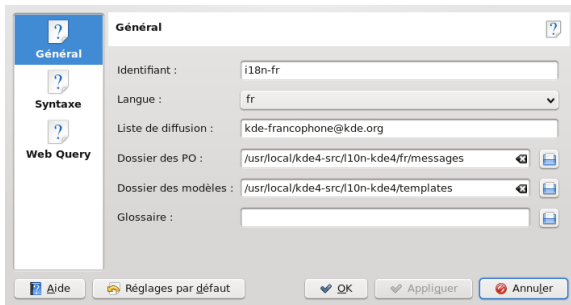 Général
Syntaxe
Web Query
Général
Identifiant : i18n-fr
Langue : fr
Liste de diffusion : kde-francophone@kde.org
Dossier des PO : /usr/local/kde4-src/l10n-kde4/fr/messages
Dossier des modèles : /usr/local/kde4-src/l10n-kde4/templates
Glossaire :
Aide Réglages par défaut OK Appliquer Annuler